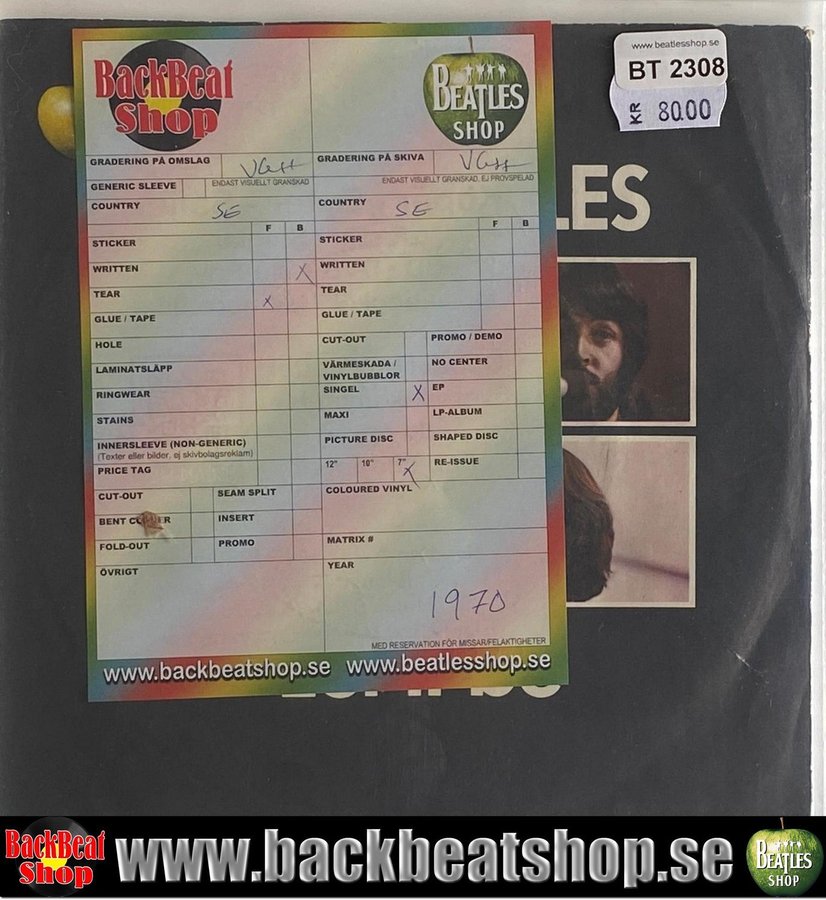 BackBeat
Shop
BEATLES
SHOP
www.beatlesshop.se
BT 2308
KR 80.00
LES
GRADERING PÅ OMSLAG
GENERIC SLEEVE
ENDAST VISUELLT GRANSKAD
COUNTRY SE
F B
STICKER
WRITTEN X
TEAR X
GLUE / TAPE
HOLE
LAMINATSLÄPP
RINGWEAR
STAINS
INNERSLEEVE (NON-GENERIC)
(Texter eller bilder, ej skivbolagsreklam)
PRICE TAG
CUT-OUT SEAM SPLIT
BENT INSERT
FOLD-OUT PROMO
ÖVRIGT
GRADERING PÅ SKIVA
ENDAST VISUELLT GRANSKAD, EJ PROVSPELAD
COUNTRY SE
F B
STICKER
WRITTEN
TEAR
GLUE / TAPE
CUT-OUT PROMO / DEMO
VÄRMESKADA / NO CENTER
VINYLBUBBLOR
SINGEL X EP
MAXI LP-ALBUM
PICTURE DISC SHAPED DISC
12" 10" 7" X RE-ISSUE
COLOURED VINYL
MATRIX #
YEAR
1970
MED RESERVATION FÖR MISSAR/FELAKTIGHETER
www.backbeatshop.se www.beatlesshop.se
BackBeat
Shop
www.backbeatshop.se
BEATLES
SHOP